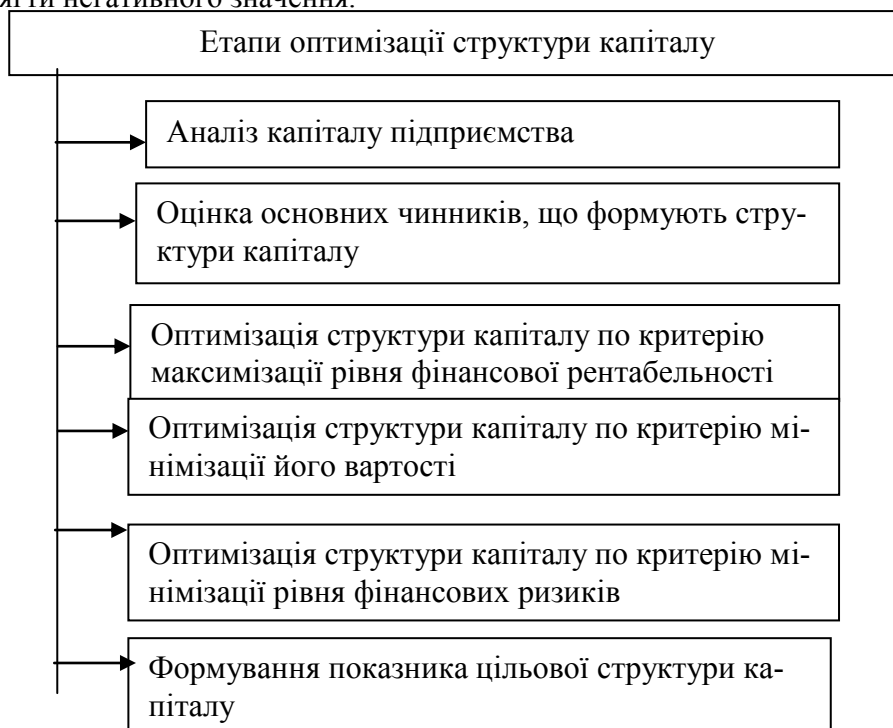 негативного значення.
Етапи оптимізації структури капіталу
Аналіз капіталу підприємства
Оцінка основних чинників, що формують стру-
ктури капіталу
Оптимізація структури капіталу по критерію
максимізації рівня фінансової рентабельності
Оптимізація структури капіталу по критерію мі-
німізації його вартості
Оптимізація структури капіталу по критерію мі-
німізації рівня фінансових ризиків
Формування показника цільової структури ка-
піталу